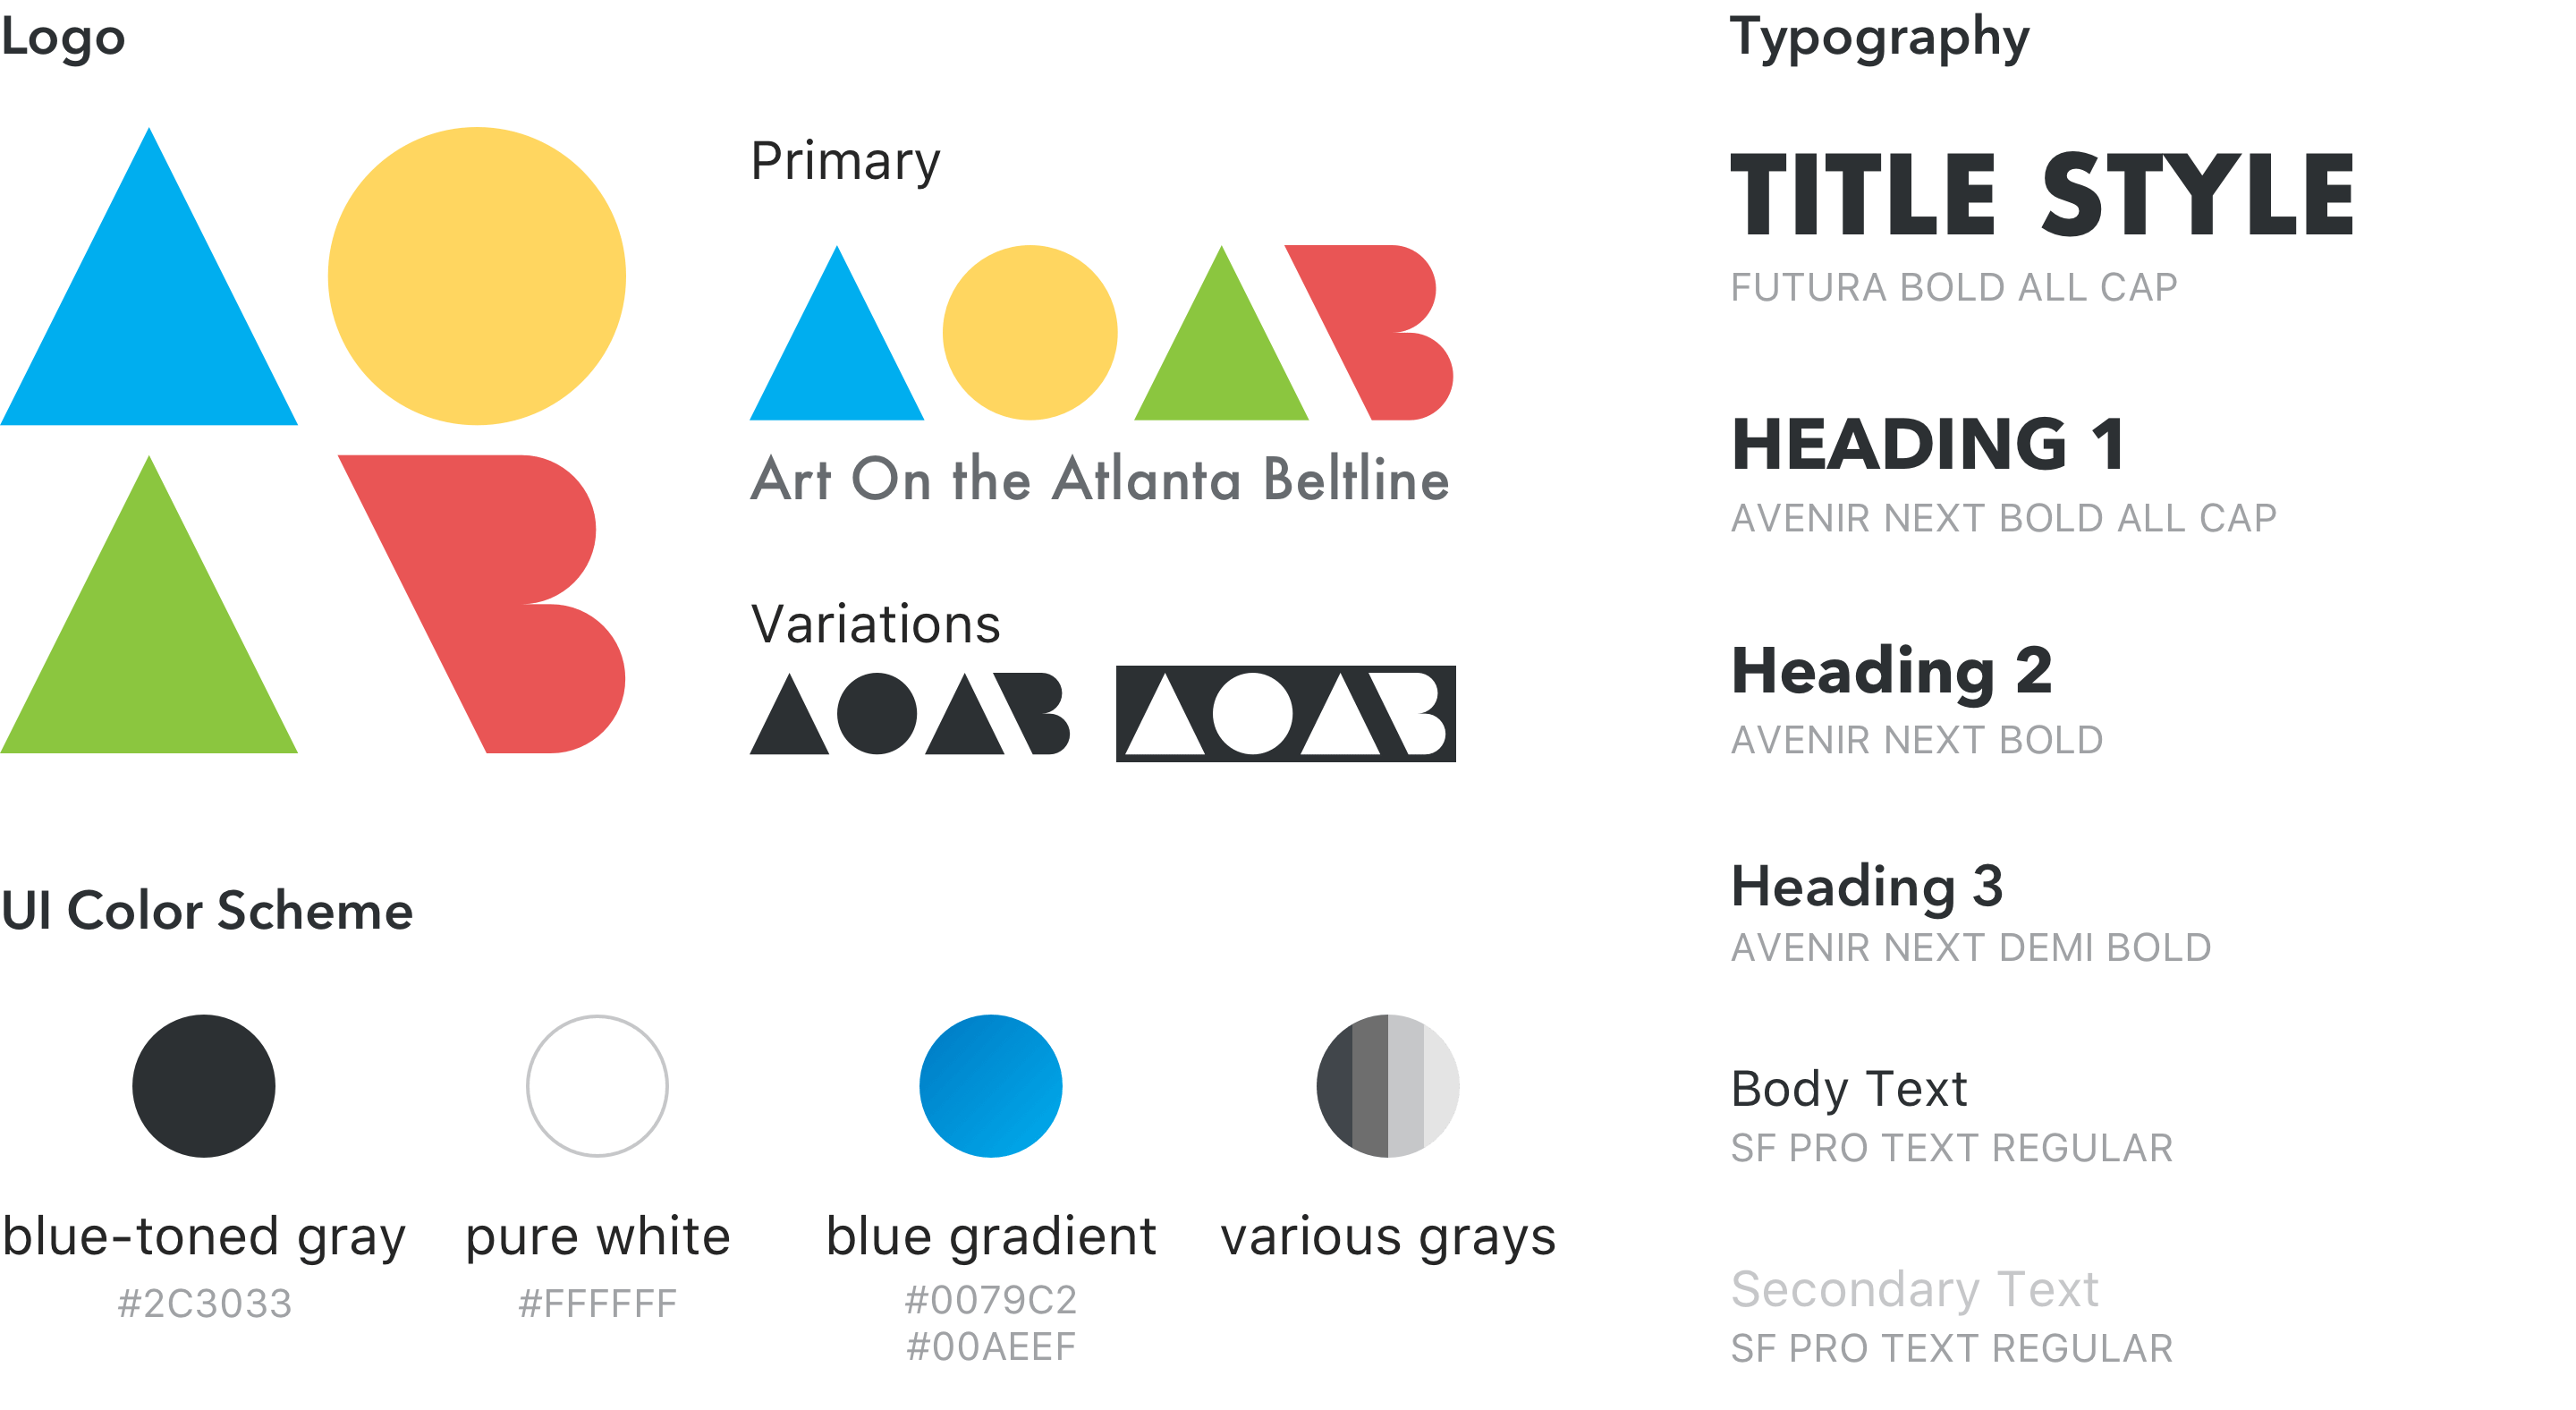 Logo
Primary
Art On the Atlanta Beltline
Variations
UI Color Scheme
blue-toned gray
#2C3033
pure white
#FFFFFF
blue gradient
#0079C2
#00AEEF
various grays
Typography
TITLE STYLE
FUTURA BOLD ALL CAP
HEADING 1
AVENIR NEXT BOLD ALL CAP
Heading 2
AVENIR NEXT BOLD
Heading 3
AVENIR NEXT DEMI BOLD
Body Text
SF PRO TEXT REGULAR
Secondary Text
SF PRO TEXT REGULAR